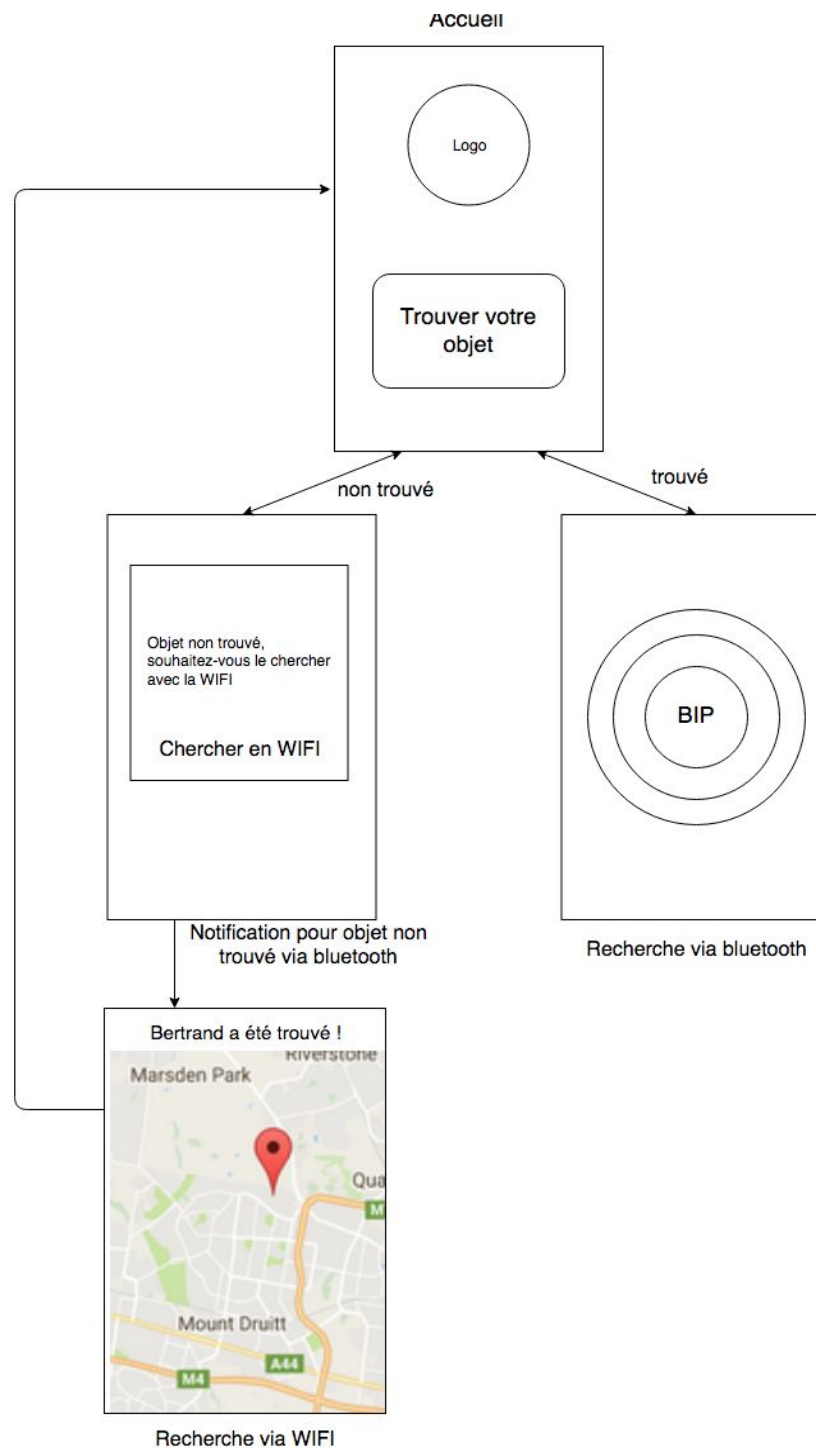 Accueil
Logo
Trouver votre
objet
non trouvé
trouvé
Objet non trouvé,
souhaitez-vous le chercher
avec la WIFI
Chercher en WIFI
BIP
Notification pour objet non
trouvé via bluetooth
Recherche via bluetooth
Bertrand a été trouvé !
Riverstone
Marsden Park
Qua
M
Mount Druitt
A44
M4
Recherche via WIFI